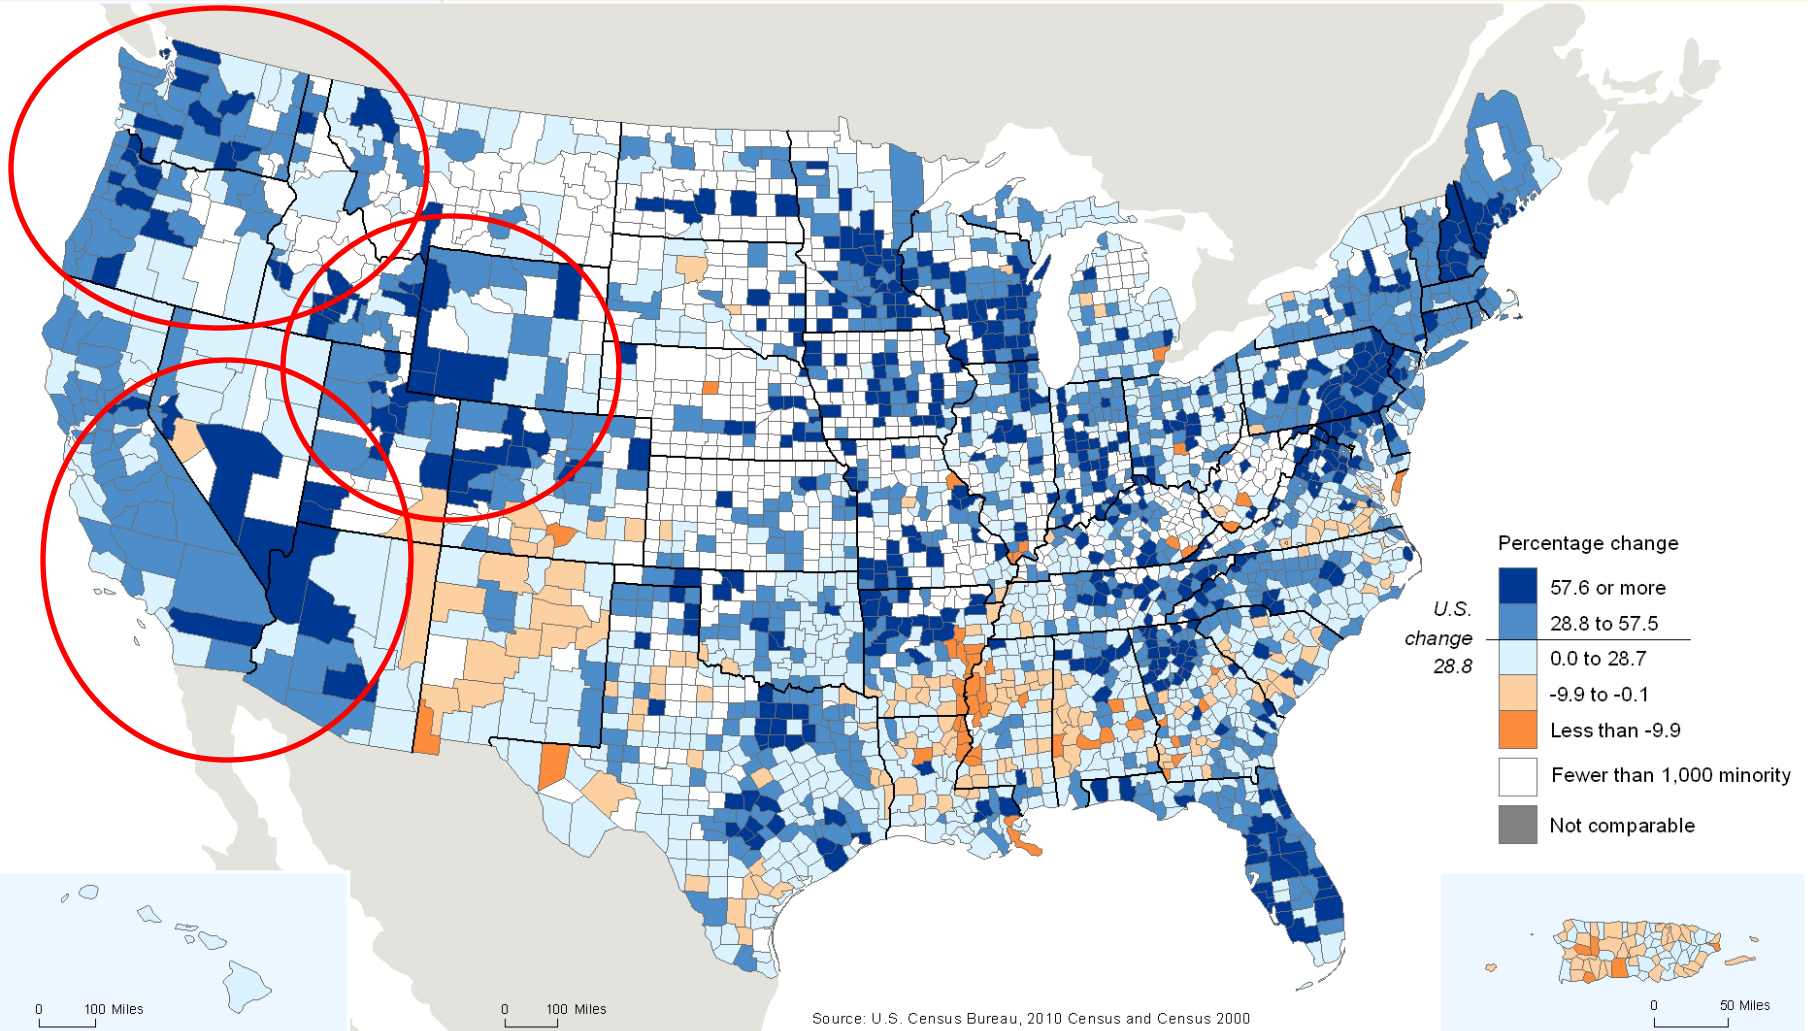 Percentage change
57.6 or more
U.S.
28.8 to 57.5
change
0.0 to 28.7
28.8
-9.9 to -0.1
Less than -9.9
Fewer than 1,000 minority
Not comparable
0 100 Miles
0 100 Miles
0 50 Miles
Source: U.S. Census Bureau, 2010 Census and Census 2000